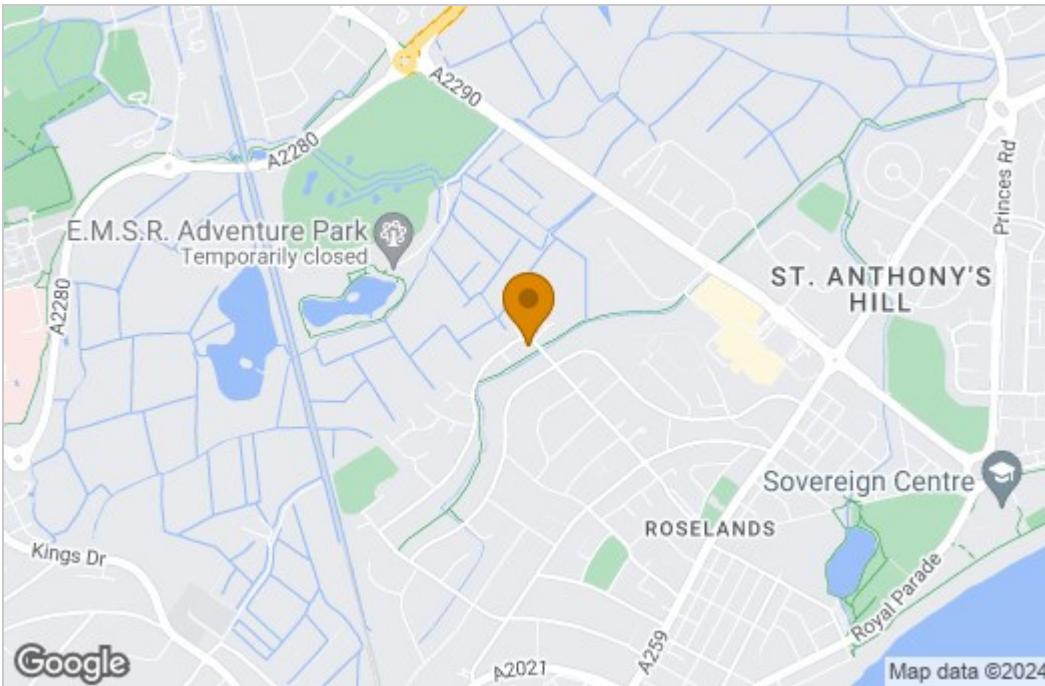 A2290
A2280
Princes Rd
E.M.S.R. Adventure Park
Temporarily closed
ST. ANTHONY'S
HILL
A2280
Sovereign Centre
ROSELANDS
Kings Dr
Royal Parade
A259
A2021
Google
Map data ©2024